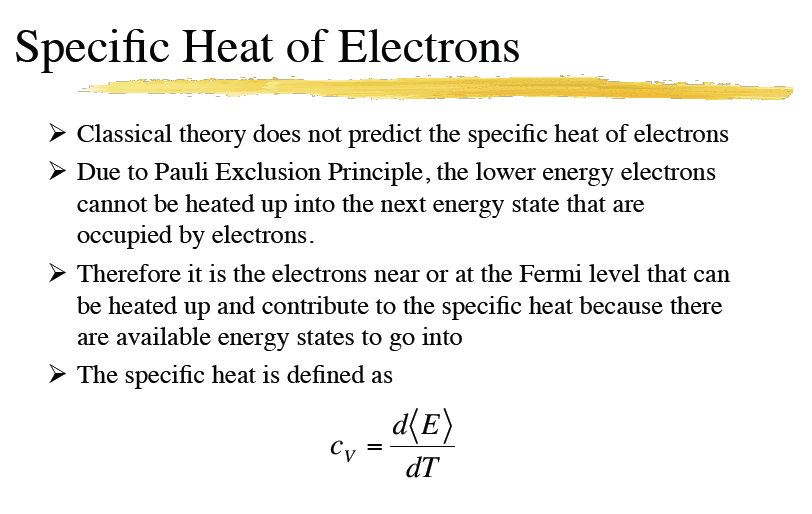 Specific Heat of Electrons
➢ Classical theory does not predict the specific heat of electrons
➢ Due to Pauli Exclusion Principle, the lower energy electrons
cannot be heated up into the next energy state that are
occupied by electrons.
➢ Therefore it is the electrons near or at the Fermi level that can
be heated up and contribute to the specific heat because there
are available energy states to go into
➢ The specific heat is defined as
c_V = d⟨E⟩/dT